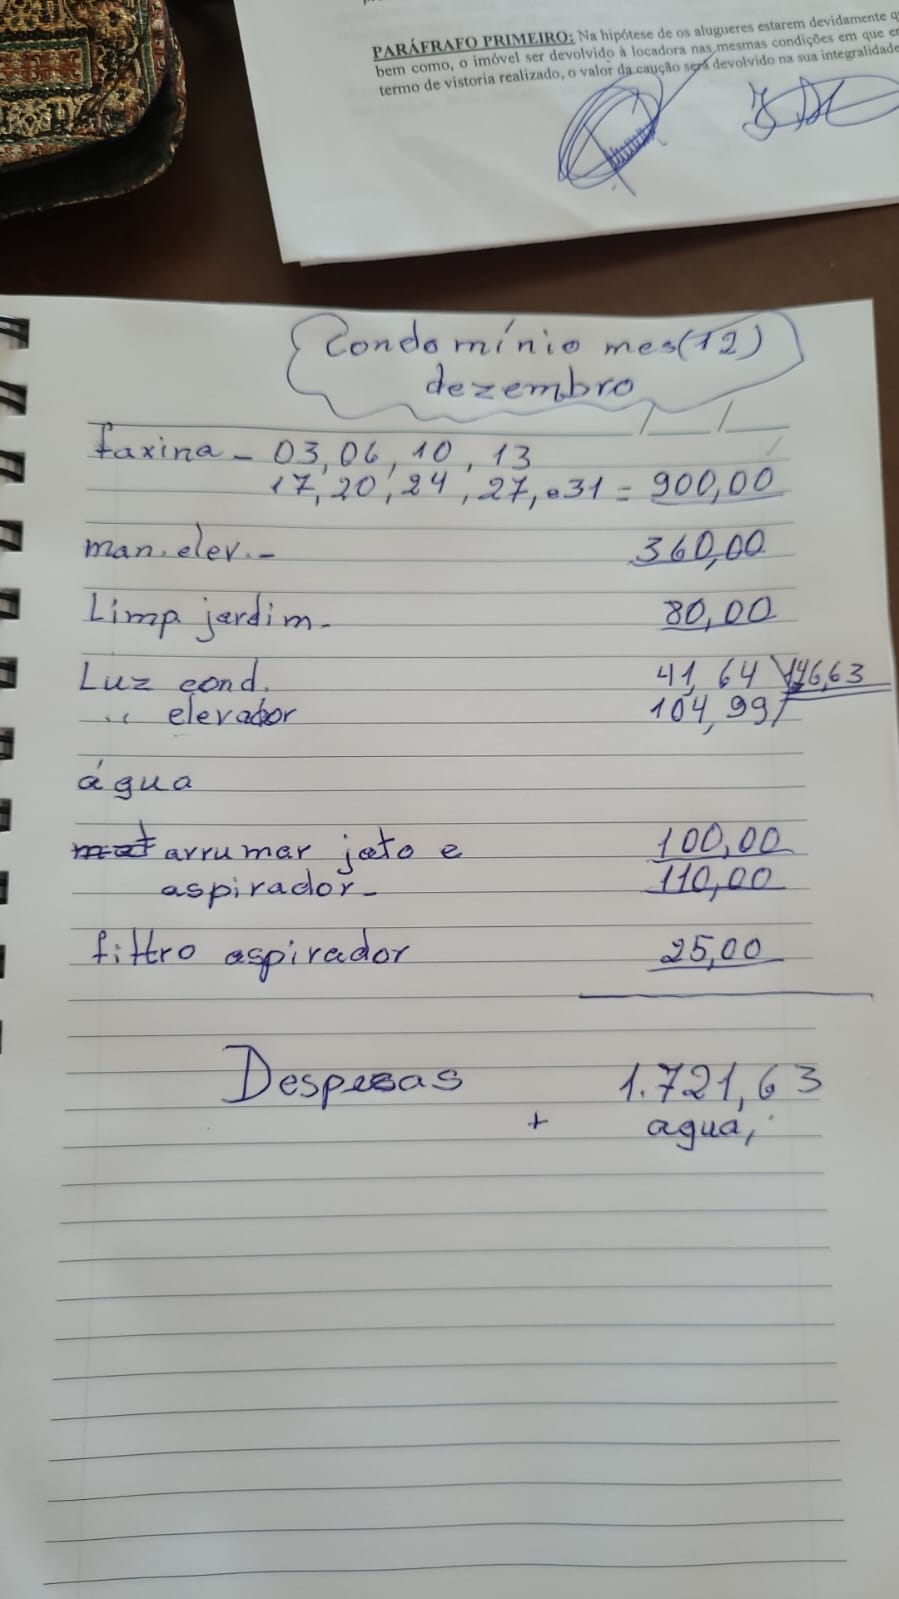 PARÁFRAFO PRIMEIRO: Na hipótese de os alugueres estarem devidamente
bem como, o imóvel ser devolvido à locadora nas mesmas condições em que
termo de vistoria realizado, o valor da caução será devolvido na sua integralidade
Condomínio mes(12)
dezembro
faxina - 03, 06, 10, 13
17, 20, 24, 27, e 31 = 900,00
man. elev. - 360,00
Limp. jardim. - 80,00
Luz cond. 41,64 146,63
" elevador 104,99
água
arrumar jato e 100,00
aspirador - 110,00
filtro aspirador 25,00
Despesas 1.721,63
+ agua,